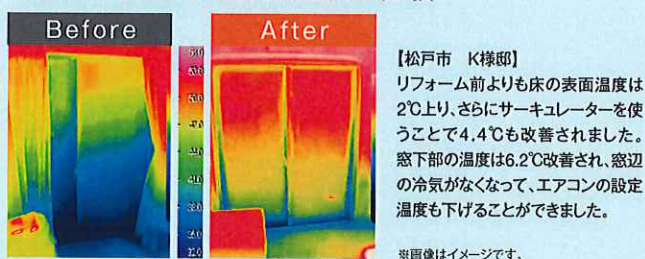 Before
After
【松戸市 K様邸】
リフォーム前よりも床の表面温度は
2℃上り、さらにサーキュレーターを使
うことで4.4℃も改善されました。
窓下部の温度は6.2℃改善され、窓辺
の冷気がなくなって、エアコンの設定
温度も下げることができました。
※画像はイメージです。